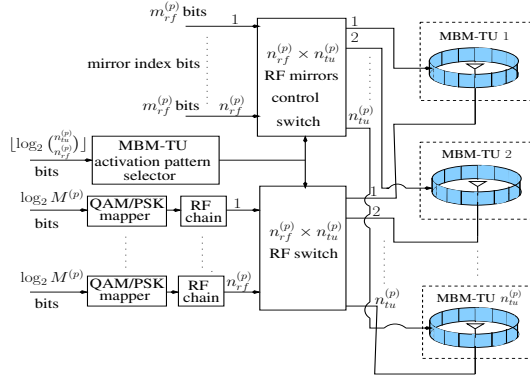 m_{rf}^{(p)} bits 1
mirror index bits
m_{rf}^{(p)} bits n_{rf}^{(p)}
n_{rf}^{(p)} × n_{tu}^{(p)}
RF mirrors
control
switch
1
2
n_{tu}^{(p)}
MBM-TU 1
⌊log_2 \binom{n_{tu}^{(p)}}{n_{rf}^{(p)}}⌋
bits
MBM-TU
activation pattern
selector
log_2 M^{(p)}
bits
QAM/PSK
mapper
RF
chain
1
n_{rf}^{(p)} × n_{tu}^{(p)}
RF switch
1
2
n_{tu}^{(p)}
MBM-TU 2
log_2 M^{(p)}
bits
QAM/PSK
mapper
RF
chain
n_{rf}^{(p)}
MBM-TU n_{tu}^{(p)}